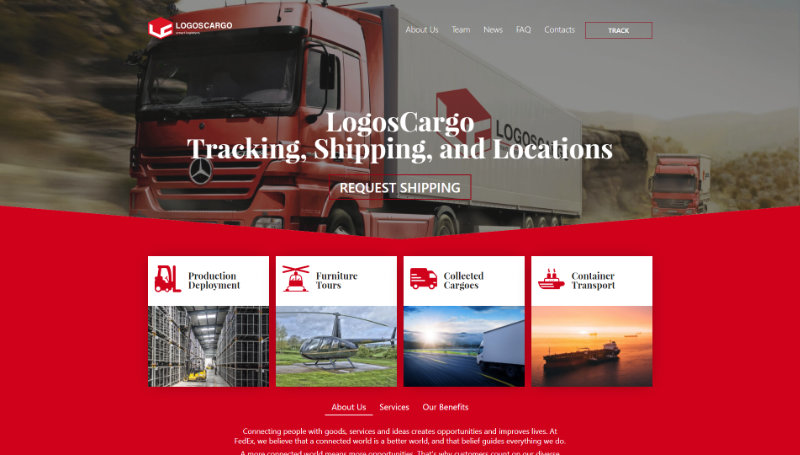 LOGOSCARGO
smart logistics
About Us Team News FAQ Contacts TRACK
LOGOSCARGO
LogosCargo
Tracking, Shipping, and Locations
REQUEST SHIPPING
Production
Deployment
Furniture
Tours
Collected
Cargoes
Container
Transport
About Us Services Our Benefits
Connecting people with goods, services and ideas creates opportunities and improves lives. At
FedEx, we believe that a connected world is a better world, and that belief guides everything we do.
A more connected world means more opportunities. That's why customers count on our diverse